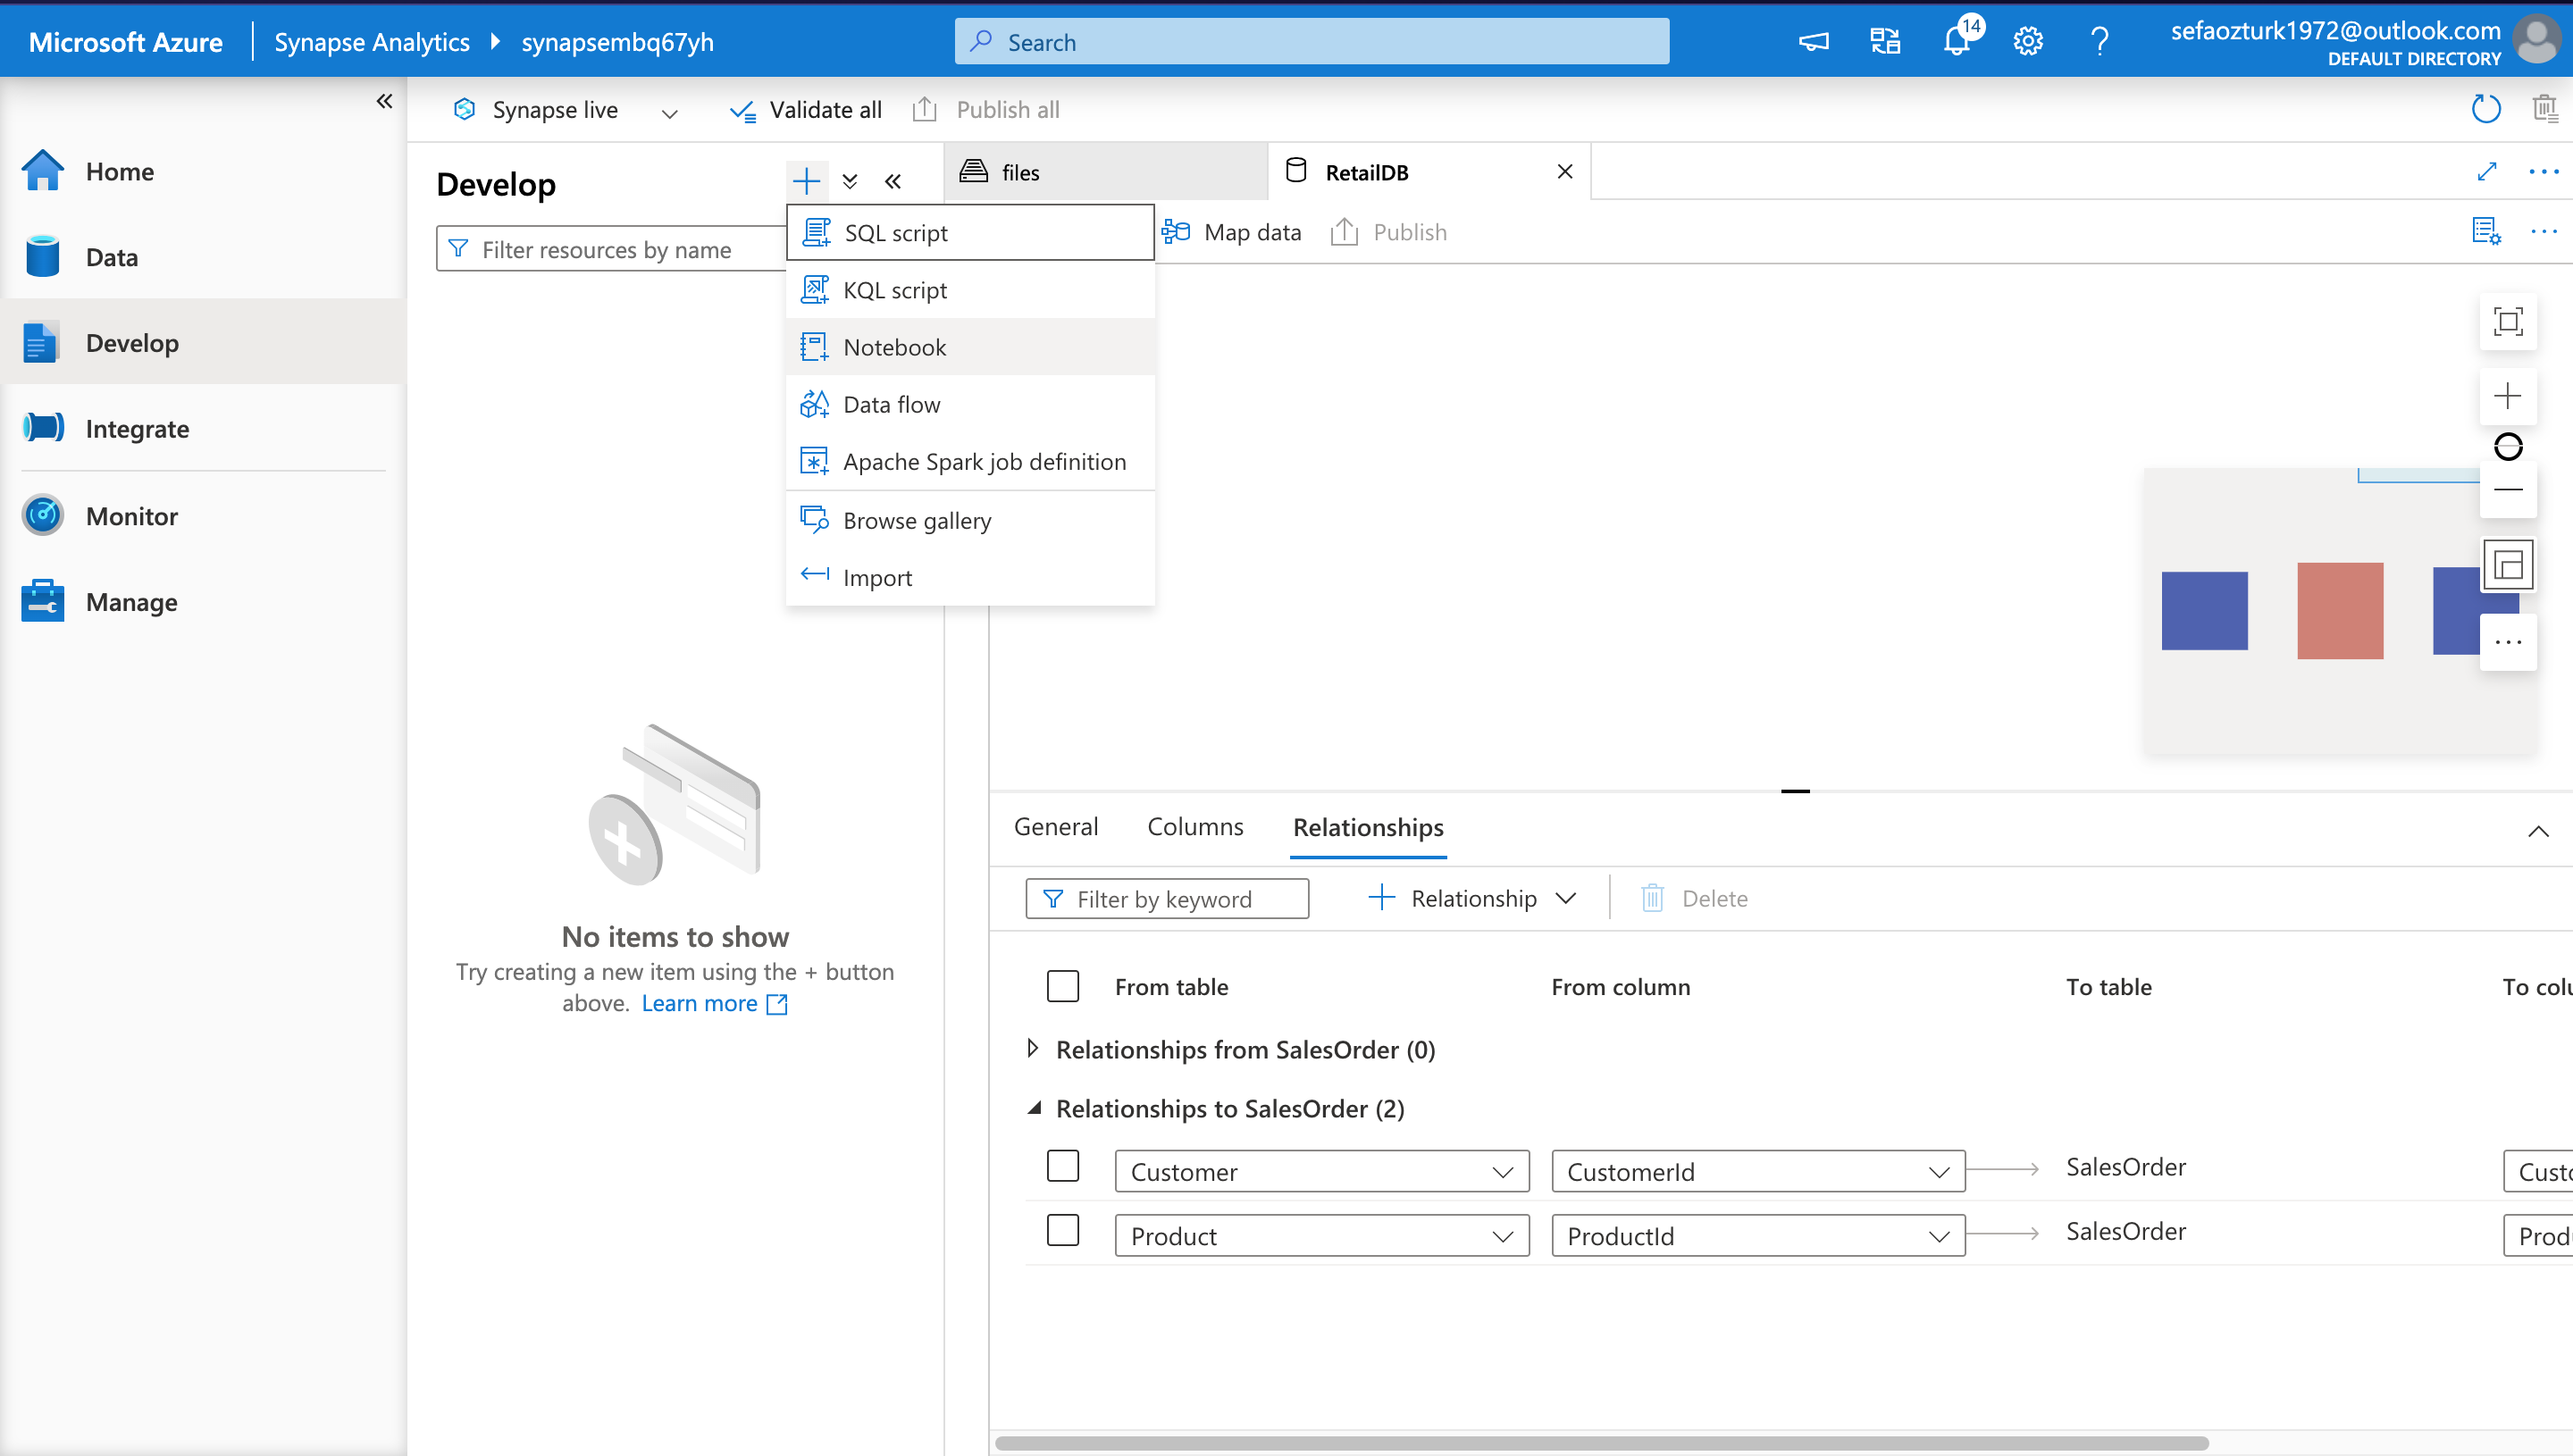 Microsoft Azure
Synapse Analytics
synapsembq67yh
Search
14
sefaozturk1972@outlook.com
DEFAULT DIRECTORY
Synapse live
Validate all
Publish all
Home
Data
Develop
Integrate
Monitor
Manage
Develop
Filter resources by name
SQL script
KQL script
Notebook
Data flow
Apache Spark job definition
Browse gallery
Import
No items to show
Try creating a new item using the + button
above. Learn more
files
RetailDB
Map data
Publish
General
Columns
Relationships
Filter by keyword
Relationship
Delete
From table
From column
To table
To colu
Relationships from SalesOrder (0)
Relationships to SalesOrder (2)
Customer
CustomerId
SalesOrder
Custo
Product
ProductId
SalesOrder
Produ